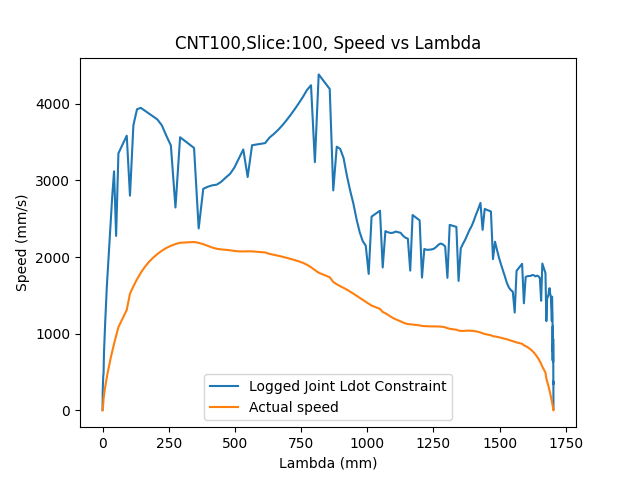 CNT100,Slice:100, Speed vs Lambda
Speed (mm/s)
4000
3000
2000
1000
0
Logged Joint Ldot Constraint
Actual speed
0 250 500 750 1000 1250 1500 1750
Lambda (mm)